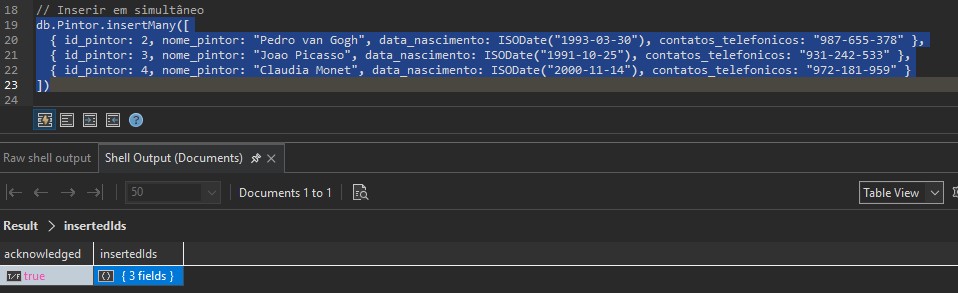 18 // Inserir em simultâneo
19 db.Pintor.insertMany([
20 { id_pintor: 2, nome_pintor: "Pedro van Gogh", data_nascimento: ISODate("1993-03-30"), contatos_telefonicos: "987-655-378" },
21 { id_pintor: 3, nome_pintor: "Joao Picasso", data_nascimento: ISODate("1991-10-25"), contatos_telefonicos: "931-242-533" },
22 { id_pintor: 4, nome_pintor: "Claudia Monet", data_nascimento: ISODate("2000-11-14"), contatos_telefonicos: "972-181-959" }
23 ])
24
Raw shell output Shell Output (Documents)
50 Documents 1 to 1 Table View
Result > insertedIds
acknowledged insertedIds
T/F true { 3 fields }